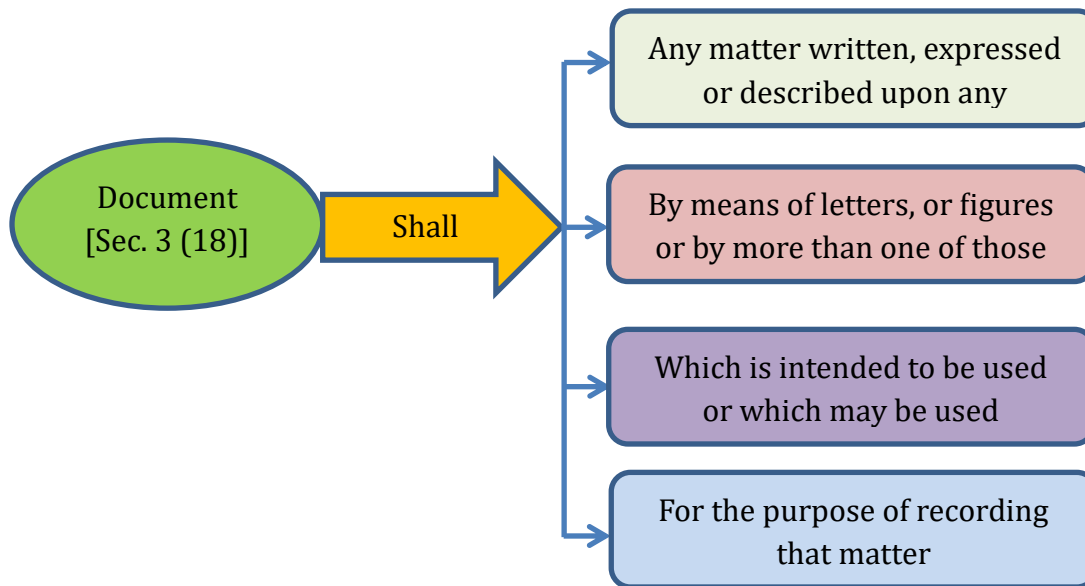 Document
[Sec. 3 (18)]
Shall
Any matter written, expressed
or described upon any
By means of letters, or figures
or by more than one of those
Which is intended to be used
or which may be used
For the purpose of recording
that matter